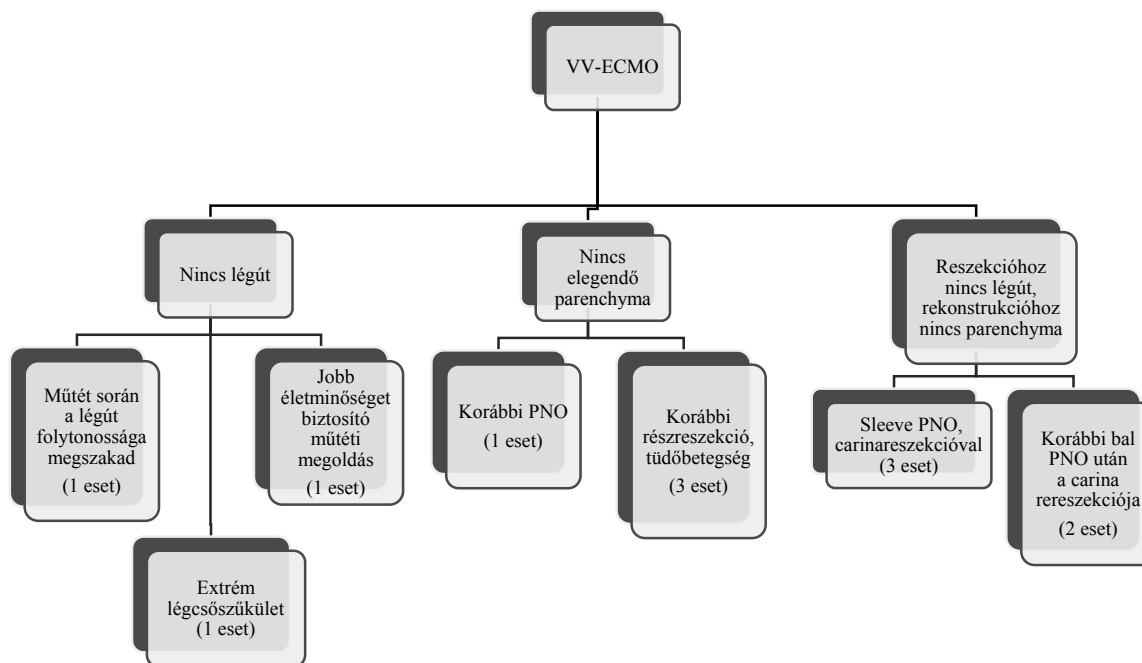 VV-ECMO
Nincs légút
Nincs
elegendő
parenchyma
Reszekcióhoz
nincs légút,
rekonstrukcióhoz
nincs parenchyma
Műtét során
a légút
folytonossága
megszakad
(1 eset)
Jobb
életminőséget
biztosító
műtéti
megoldás
(1 eset)
Extrém
légcsőszűkület
(1 eset)
Korábbi PNO
(1 eset)
Korábbi
részreszekció,
tüdőbetegség
(3 eset)
Sleeve PNO,
carinareszekcióval
(3 eset)
Korábbi bal
PNO után
a carina
rereszekciója
(2 eset)